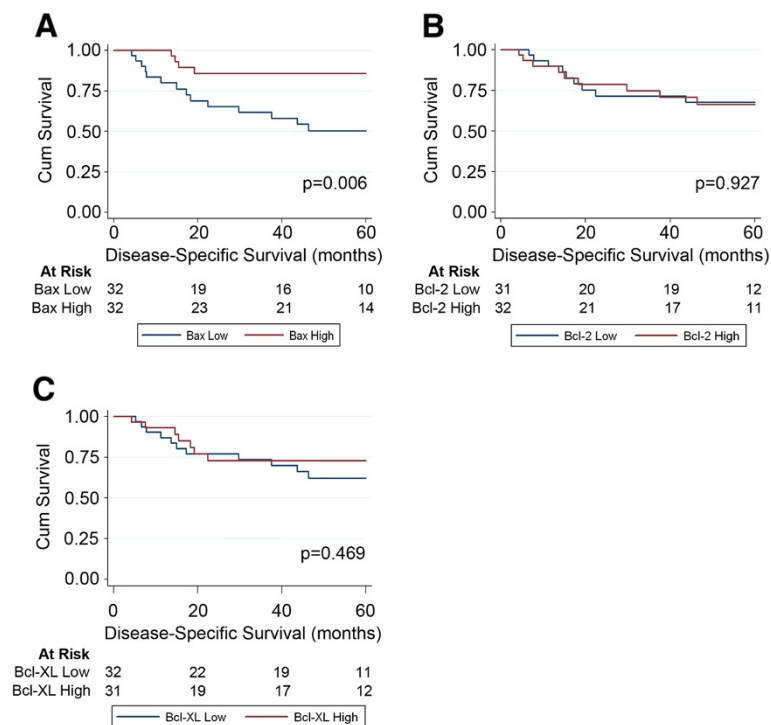 A
1.00
0.75
0.50
0.25
0.00
Cum Survival
p=0.006
0 20 40 60
Disease-Specific Survival (months)
At Risk
Bax Low 32 19 16 10
Bax High 32 23 21 14
Bax Low Bax High
B
1.00
0.75
0.50
0.25
0.00
Cum Survival
p=0.927
0 20 40 60
Disease-Specific Survival (months)
At Risk
Bcl-2 Low 31 20 19 12
Bcl-2 High 32 21 17 11
Bcl-2 Low Bcl-2 High
C
1.00
0.75
0.50
0.25
0.00
Cum Survival
p=0.469
0 20 40 60
Disease-Specific Survival (months)
At Risk
Bcl-XL Low 32 22 19 11
Bcl-XL High 31 19 17 12
Bcl-XL Low Bcl-XL High